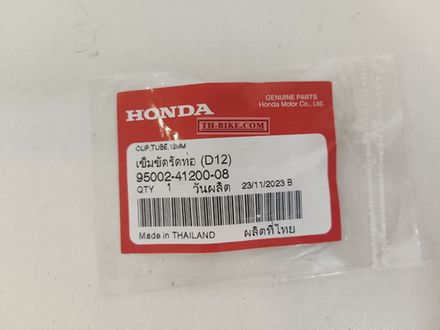 GENUINE PARTS
HONDA Honda Motor Co., Ltd.
TH-BIKE.COM
CLIP,TUBE,12MM
เข็มขัดรัดท่อ (D12)
95002-41200-08
QTY 1 วันผลิต 23/11/2023 B
Made in THAILAND ผลิตที่ไทย